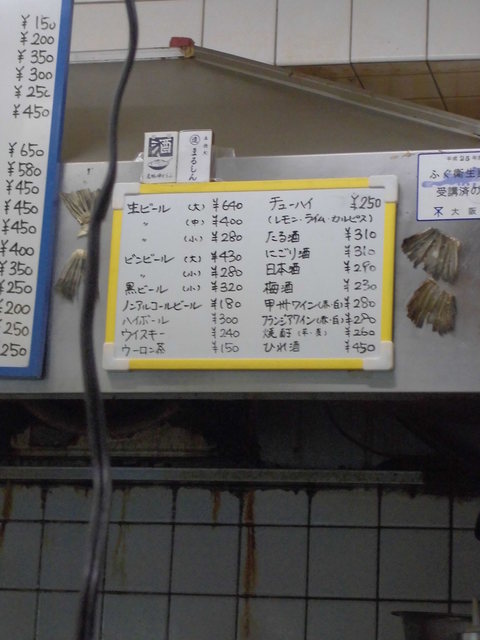 ¥150
¥200
¥350
¥300
¥450
¥650
¥580
¥450
¥450
¥450
¥400
¥350
¥250
¥200
¥250
250
酒
まるしん
平成26年
ふぐ衛生
受講済の
大阪
生ビール (大) ¥640
〃 (中) ¥400
〃 (小) ¥280
ビンビール (大) ¥430
〃 (小) ¥280
黒ビール (小) ¥320
ノンアルコールビール ¥180
ハイボール ¥300
ウイスキー ¥240
ウーロン茶 ¥150
チューハイ ¥250
(レモン・ライム・カルピス)
たる酒 ¥310
にごり酒 ¥310
日本酒 ¥290
梅酒 ¥230
甲州ワイン(赤・白) ¥280
フランジアワイン(赤・白) ¥280
焼酎 (芋・麦) ¥260
ひれ酒 ¥450